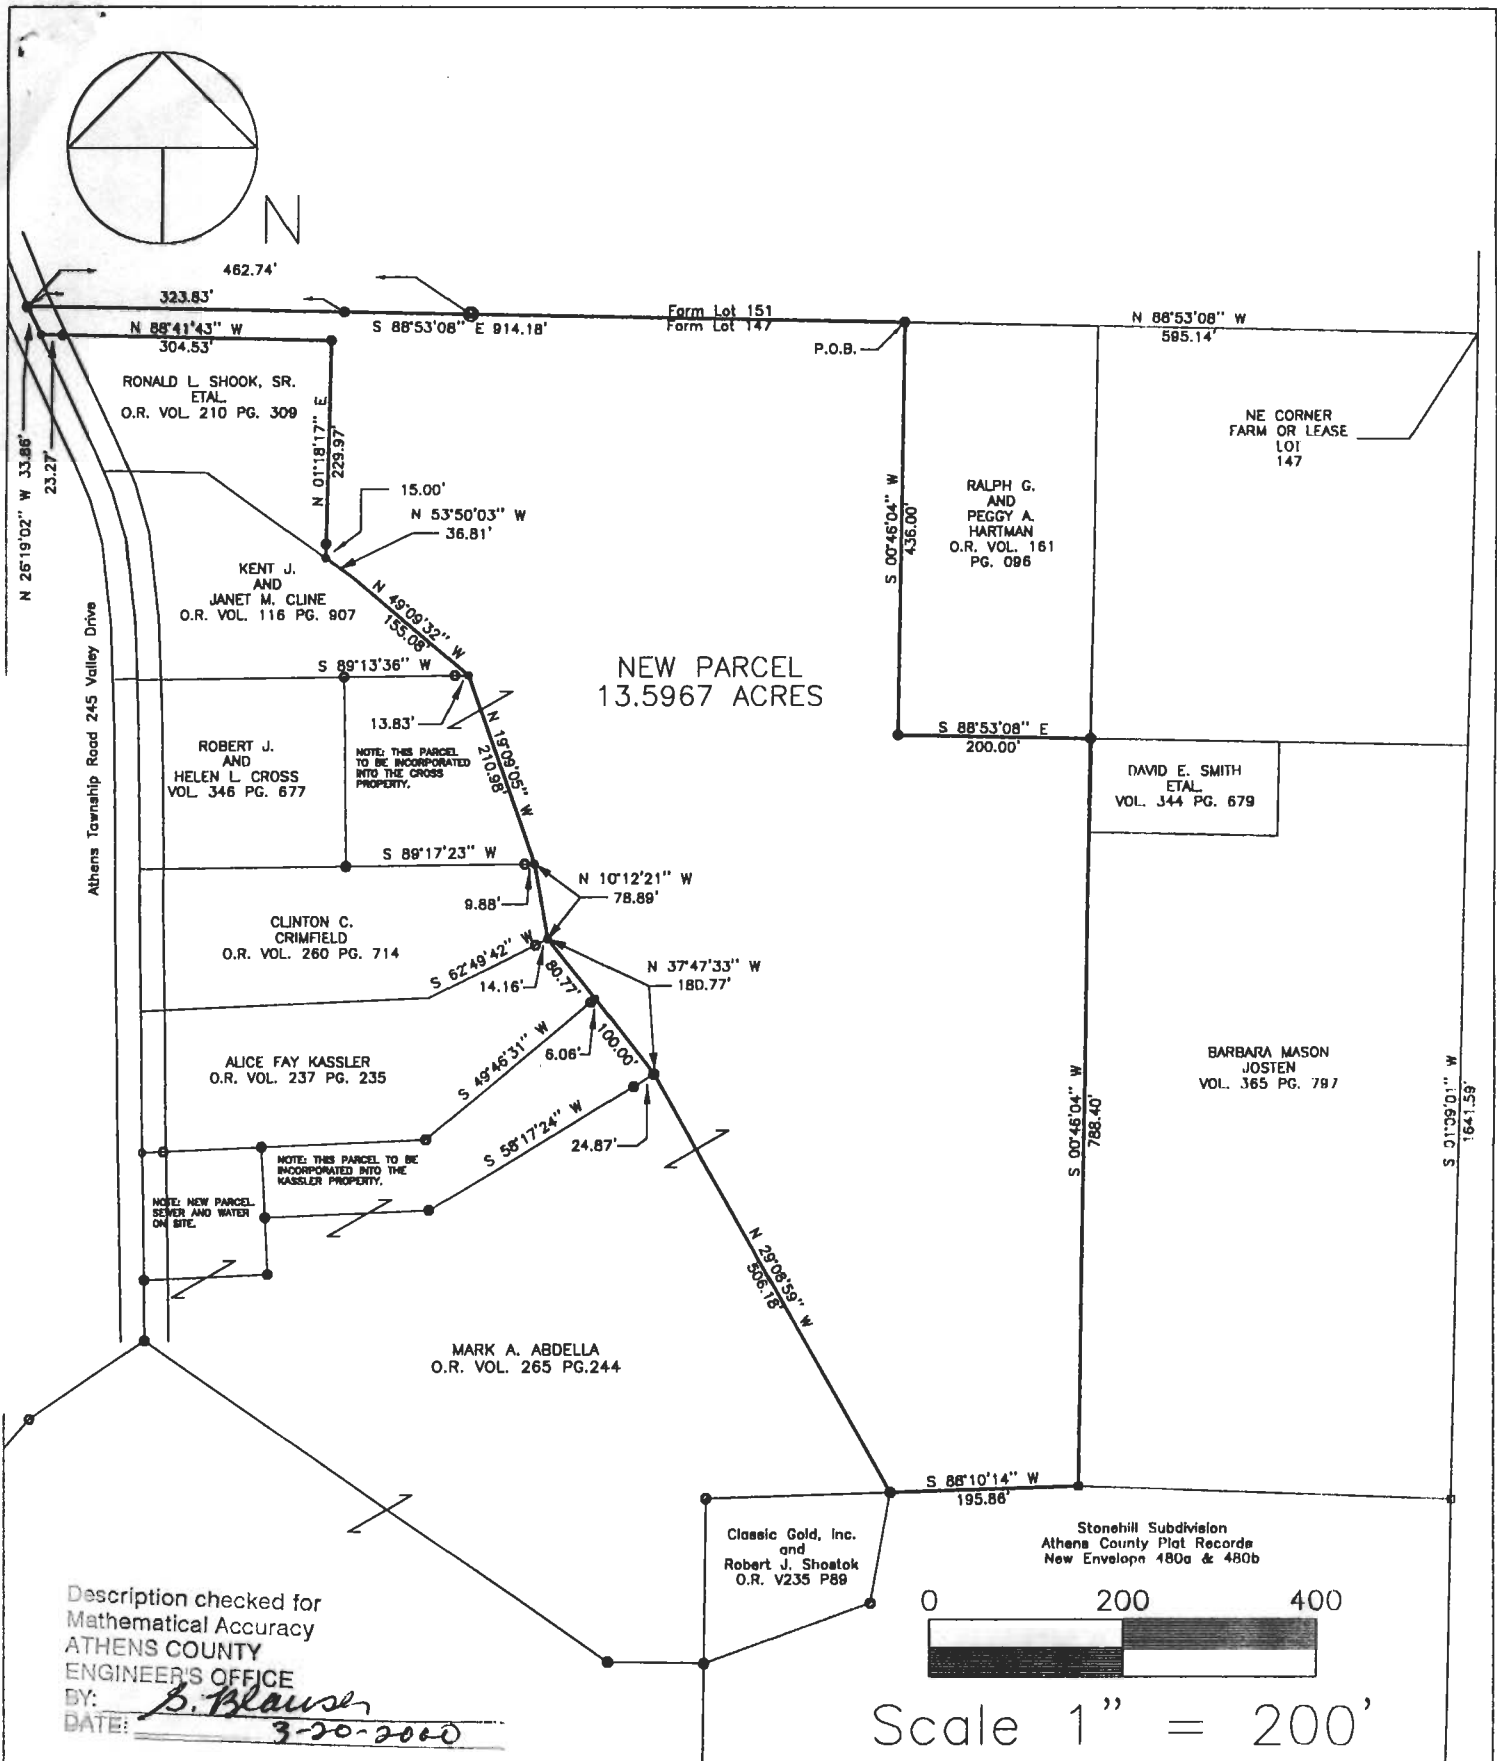 N
462.74'
323.83'
N 88°41'43" W
304.53'
S 88°53'08" E 914.18'
Farm Lot 151
Farm Lot 147
P.O.B.
N 88°53'08" W
595.14'
NE CORNER
FARM OR LEASE
LOT
147
RONALD L. SHOOK, SR.
ETAL.
O.R. VOL. 210 PG. 309
N 26°19'02" W 33.86'
23.27'
N 01°18'17" E
229.97'
15.00'
N 53°50'03" W
36.81'
S 00°46'04" W
436.00'
RALPH G.
AND
PEGGY A.
HARTMAN
O.R. VOL. 161
PG. 096
KENT J.
AND
JANET M. CLINE
O.R. VOL. 116 PG. 907
N 49°09'32" W
155.08'
Athens Township Road 245 Valley Drive
S 89°13'36" W
13.83'
NEW PARCEL
13.5967 ACRES
N 19°09'05" W
210.98'
S 88°53'08" E
200.00'
ROBERT J.
AND
HELEN L. CROSS
VOL. 346 PG. 677
NOTE: THIS PARCEL
TO BE INCORPORATED
INTO THE CROSS
PROPERTY.
DAVID E. SMITH
ETAL.
VOL. 344 PG. 679
S 89°17'23" W
9.88'
N 10°12'21" W
78.89'
CLINTON C.
CRIMFIELD
O.R. VOL. 260 PG. 714
S 62°49'42" W
14.16'
80.77'
N 37°47'33" W
180.77'
ALICE FAY KASSLER
O.R. VOL. 237 PG. 235
S 49°46'31" W
6.06'
100.00'
S 58°17'24" W
24.87'
S 00°46'04" W
788.40'
BARBARA MASON
JOSTEN
VOL. 365 PG. 797
S 01°09'01" W
1641.59'
NOTE: THIS PARCEL TO BE
INCORPORATED INTO THE
KASSLER PROPERTY.
NOTE: NEW PARCEL
SEWER AND WATER
ON SITE.
N 29°08'59" W
506.18'
MARK A. ABDELLA
O.R. VOL. 265 PG.244
S 88°10'14" W
195.86'
Classic Gold, Inc.
and
Robert J. Shostok
O.R. V235 P89
Stonehill Subdivision
Athens County Plat Records
New Envelope 480a & 480b
0 200 400
Scale 1" = 200'
Description checked for
Mathematical Accuracy
ATHENS COUNTY
ENGINEER'S OFFICE
BY: S. Blauser
DATE: 3-20-2000